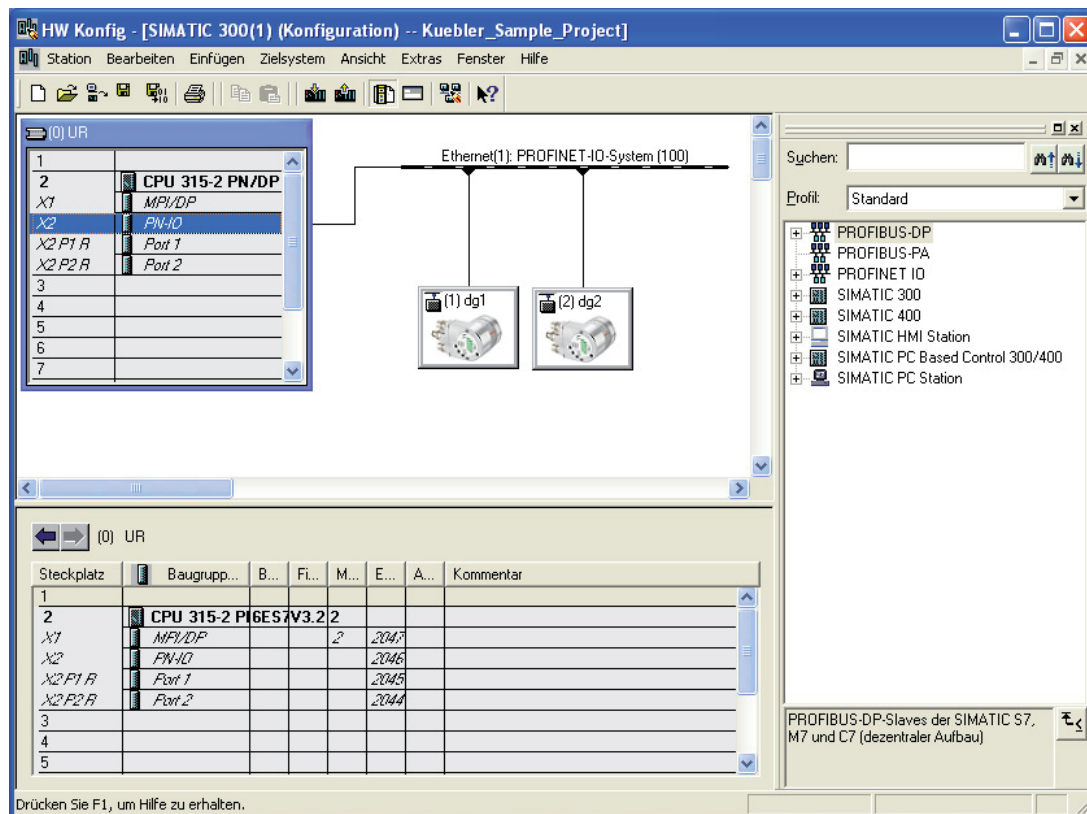 HW Konfig - [SIMATIC 300(1) (Konfiguration) -- Kuebler_Sample_Project]
Station Bearbeiten Einfügen Zielsystem Ansicht Extras Fenster Hilfe
(0) UR
1
2 CPU 315-2 PN/DP
X1 MPI/DP
X2 PN-IO
X2 P1 R Port 1
X2 P2 R Port 2
3
4
5
6
7
Ethernet(1): PROFINET-IO-System (100)
(1) dg1
(2) dg2
Suchen:
Profil: Standard
PROFIBUS-DP
PROFIBUS-PA
PROFINET IO
SIMATIC 300
SIMATIC 400
SIMATIC HMI Station
SIMATIC PC Based Control 300/400
SIMATIC PC Station
(0) UR
Steckplatz Baugrupp... B... Fi... M... E... A... Kommentar
1
2 CPU 315-2 P 6ES7 V3.2 2
X1 MPI/DP 2 2047
X2 PN-IO 2046
X2 P1 R Port 1 2045
X2 P2 R Port 2 2044
3
4
5
PROFIBUS-DP-Slaves der SIMATIC S7,
M7 und C7 (dezentraler Aufbau)
Drücken Sie F1, um Hilfe zu erhalten.